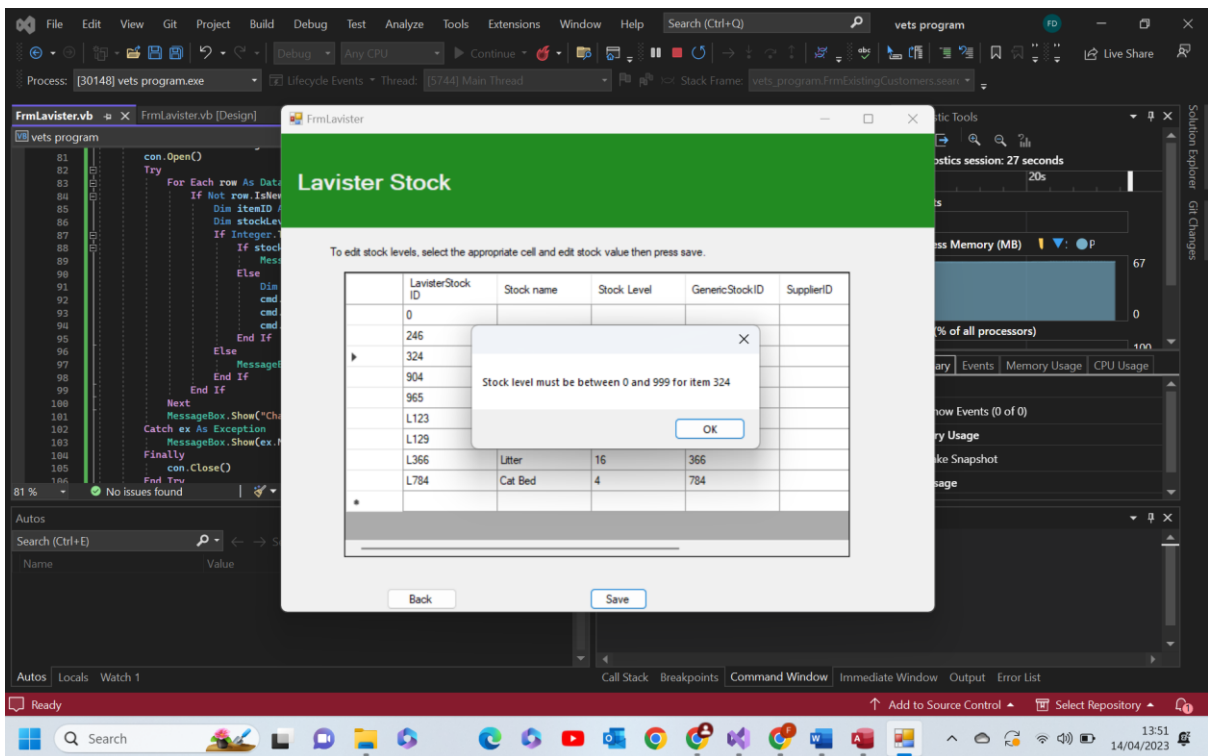 File Edit View Git Project Build Debug Test Analyze Tools Extensions Window Help Search (Ctrl+Q) vets program FD
Debug Any CPU Continue Live Share
Process: [30148] vets program.exe Lifecycle Events Thread: [5744] Main Thread Stack Frame: vets_program.FrmExistingCustomers.sear
FrmLavister.vb FrmLavister.vb [Design]
vets program
81 con.Open()
82 Try
83 For Each row As Data
84 If Not row.IsNew
85 Dim itemID
86 Dim stockLev
87 If Integer.
88 If stock
89 Mess
90 Else
91 Dim
92 cmd.
93 cmd.
94 cmd
95 End If
96 Else
97 Message
98 End If
99 End If
100 Next
101 MessageBox.Show("Cha
102 Catch ex As Exception
103 MessageBox.Show(ex.
104 Finally
105 con.Close()
106 End Try
81 % No issues found
FrmLavister
Lavister Stock
To edit stock levels, select the appropriate cell and edit stock value then press save.
LavisterStock ID Stock name Stock Level GenericStockID SupplierID
0
246
324
904
965
L123
L129
L366 Litter 16 366
L784 Cat Bed 4 784
Stock level must be between 0 and 999 for item 324
OK
Back Save
stic Tools
ostics session: 27 seconds
20s
ts
ess Memory (MB) P
67
0
(% of all processors)
100
ary Events Memory Usage CPU Usage
how Events (0 of 0)
ry Usage
ke Snapshot
sage
Solution Explorer
Git Changes
Autos
Search (Ctrl+E)
Name Value
Autos Locals Watch 1
Call Stack Breakpoints Command Window Immediate Window Output Error List
Ready Add to Source Control Select Repository
Search
13:51
14/04/2023